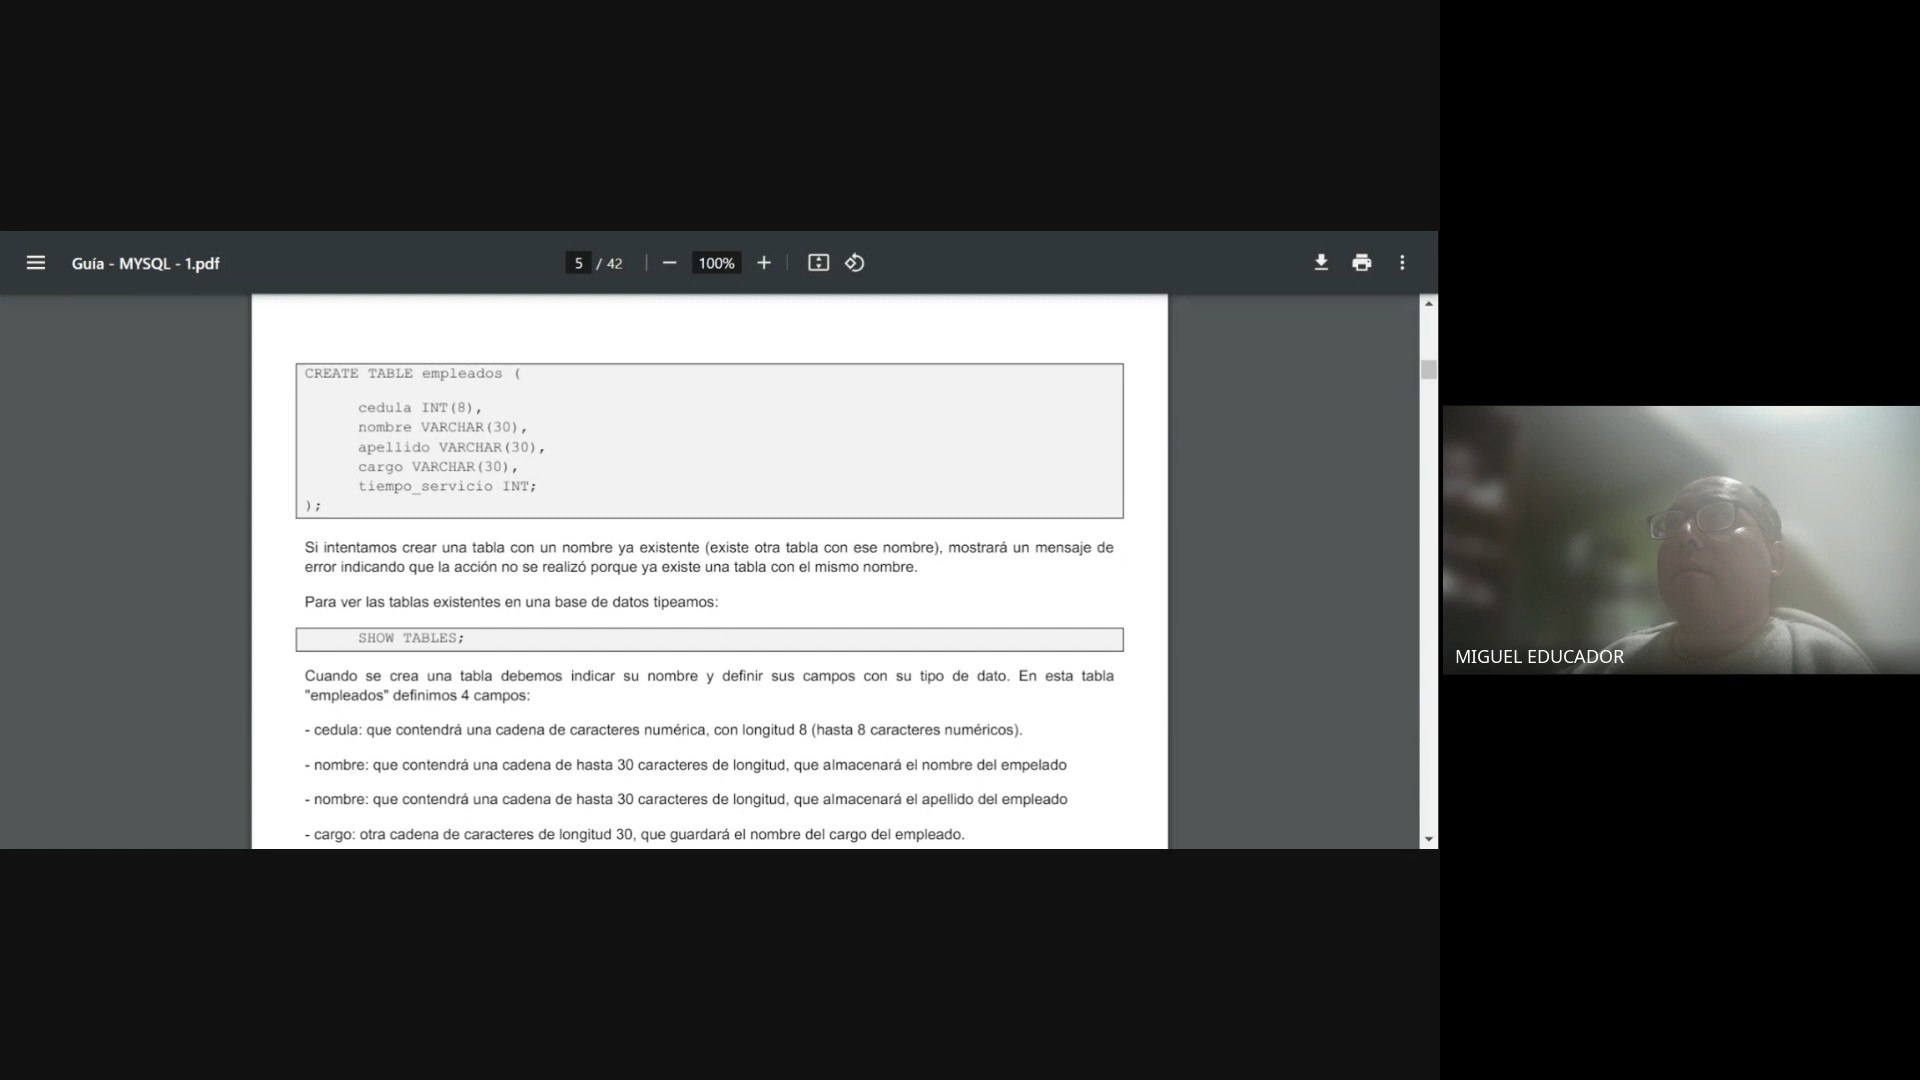 Guía - MYSQL - 1.pdf
5 / 42
100%
CREATE TABLE empleados (
cedula INT(8),
nombre VARCHAR(30),
apellido VARCHAR(30),
cargo VARCHAR(30),
tiempo_servicio INT;
);
Si intentamos crear una tabla con un nombre ya existente (existe otra tabla con ese nombre), mostrará un mensaje de
error indicando que la acción no se realizó porque ya existe una tabla con el mismo nombre.
Para ver las tablas existentes en una base de datos tipeamos:
SHOW TABLES;
Cuando se crea una tabla debemos indicar su nombre y definir sus campos con su tipo de dato. En esta tabla
"empleados" definimos 4 campos:
- cedula: que contendrá una cadena de caracteres numérica, con longitud 8 (hasta 8 caracteres numéricos).
- nombre: que contendrá una cadena de hasta 30 caracteres de longitud, que almacenará el nombre del empelado
- nombre: que contendrá una cadena de hasta 30 caracteres de longitud, que almacenará el apellido del empleado
- cargo: otra cadena de caracteres de longitud 30, que guardará el nombre del cargo del empleado.
MIGUEL EDUCADOR